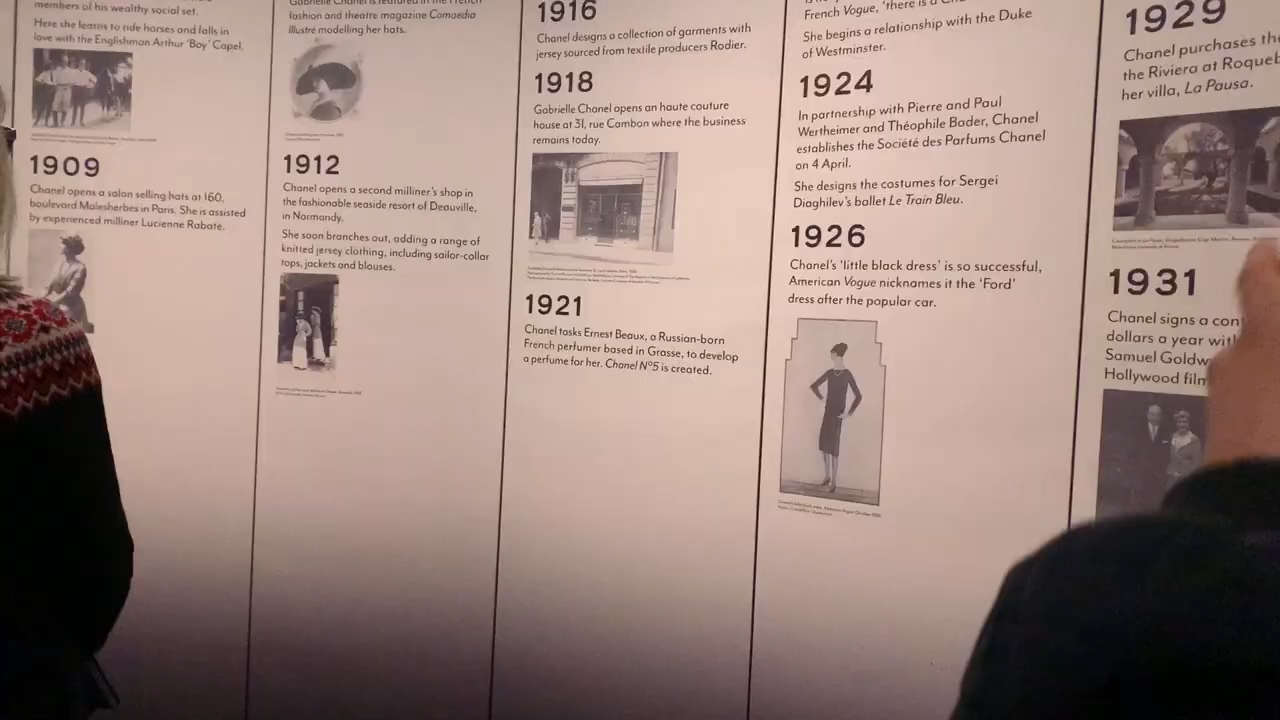 members of his wealthy social set.
Here she learns to ride horses and falls in
love with the Englishman Arthur 'Boy' Capel.
1909
Chanel opens a salon selling hats at 160,
boulevard Malesherbes in Paris. She is assisted
by experienced milliner Lucienne Rabaté.
Gabrielle Chanel is featured in the French
fashion and theatre magazine Comoedia
Illustré modelling her hats.
1912
Chanel opens a second milliner's shop in
the fashionable seaside resort of Deauville,
in Normandy.
She soon branches out, adding a range of
knitted jersey clothing, including sailor-collar
tops, jackets and blouses.
1916
Chanel designs a collection of garments with
jersey sourced from textile producers Rodier.
1918
Gabrielle Chanel opens an haute couture
house at 31, rue Cambon where the business
remains today.
1921
Chanel tasks Ernest Beaux, a Russian-born
French perfumer based in Grasse, to develop
a perfume for her. Chanel Nº5 is created.
French Vogue, 'there is a
She begins a relationship with the Duke
of Westminster.
1924
In partnership with Pierre and Paul
Wertheimer and Théophile Bader, Chanel
establishes the Société des Parfums Chanel
on 4 April.
She designs the costumes for Sergei
Diaghilev's ballet Le Train Bleu.
1926
Chanel's 'little black dress' is so successful,
American Vogue nicknames it the 'Ford'
dress after the popular car.
1929
Chanel purchases
the Riviera at
her villa, La Pausa.
1931
Chanel signs a
dollars a year
Samuel
Hollywood